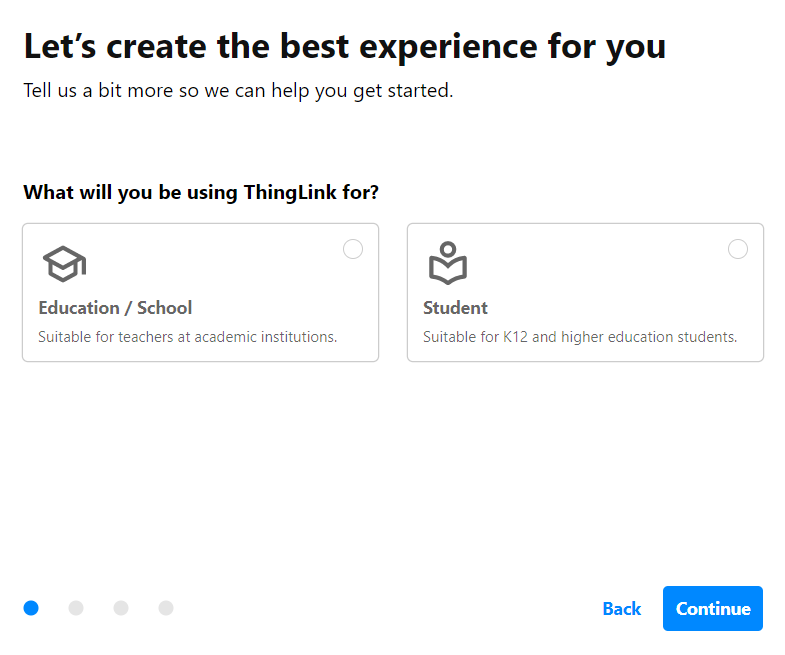 Let’s create the best experience for you
Tell us a bit more so we can help you get started.
What will you be using ThingLink for?
Education / School
Suitable for teachers at academic institutions.
Student
Suitable for K12 and higher education students.
Back
Continue